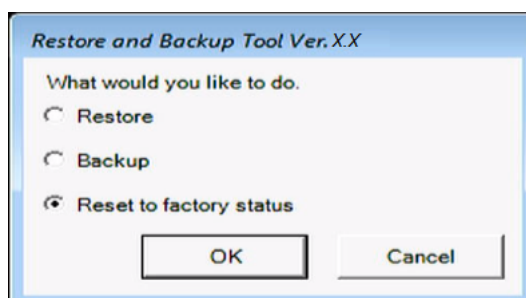 Restore and Backup Tool Ver. X.X
What would you like to do.
Restore
Backup
Reset to factory status
OK Cancel